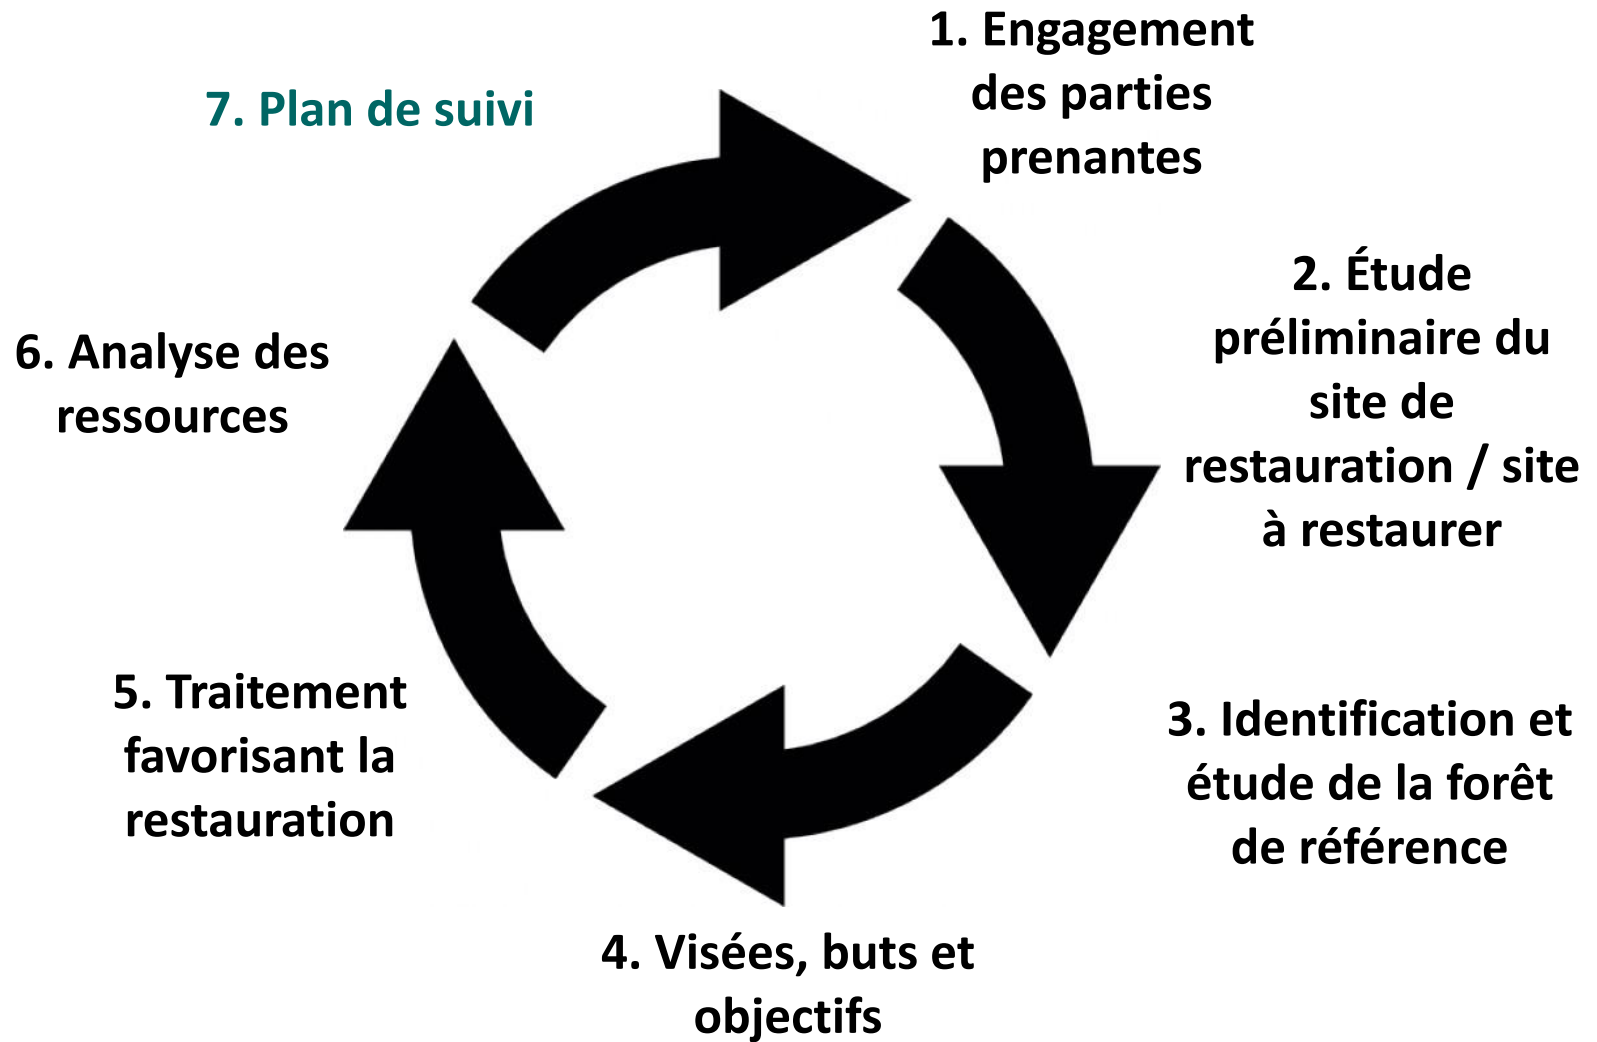 1. Engagement
des parties
prenantes
2. Étude
préliminaire du
site de
restauration / site
à restaurer
3. Identification et
étude de la forêt
de référence
4. Visées, buts et
objectifs
5. Traitement
favorisant la
restauration
6. Analyse des
ressources
7. Plan de suivi